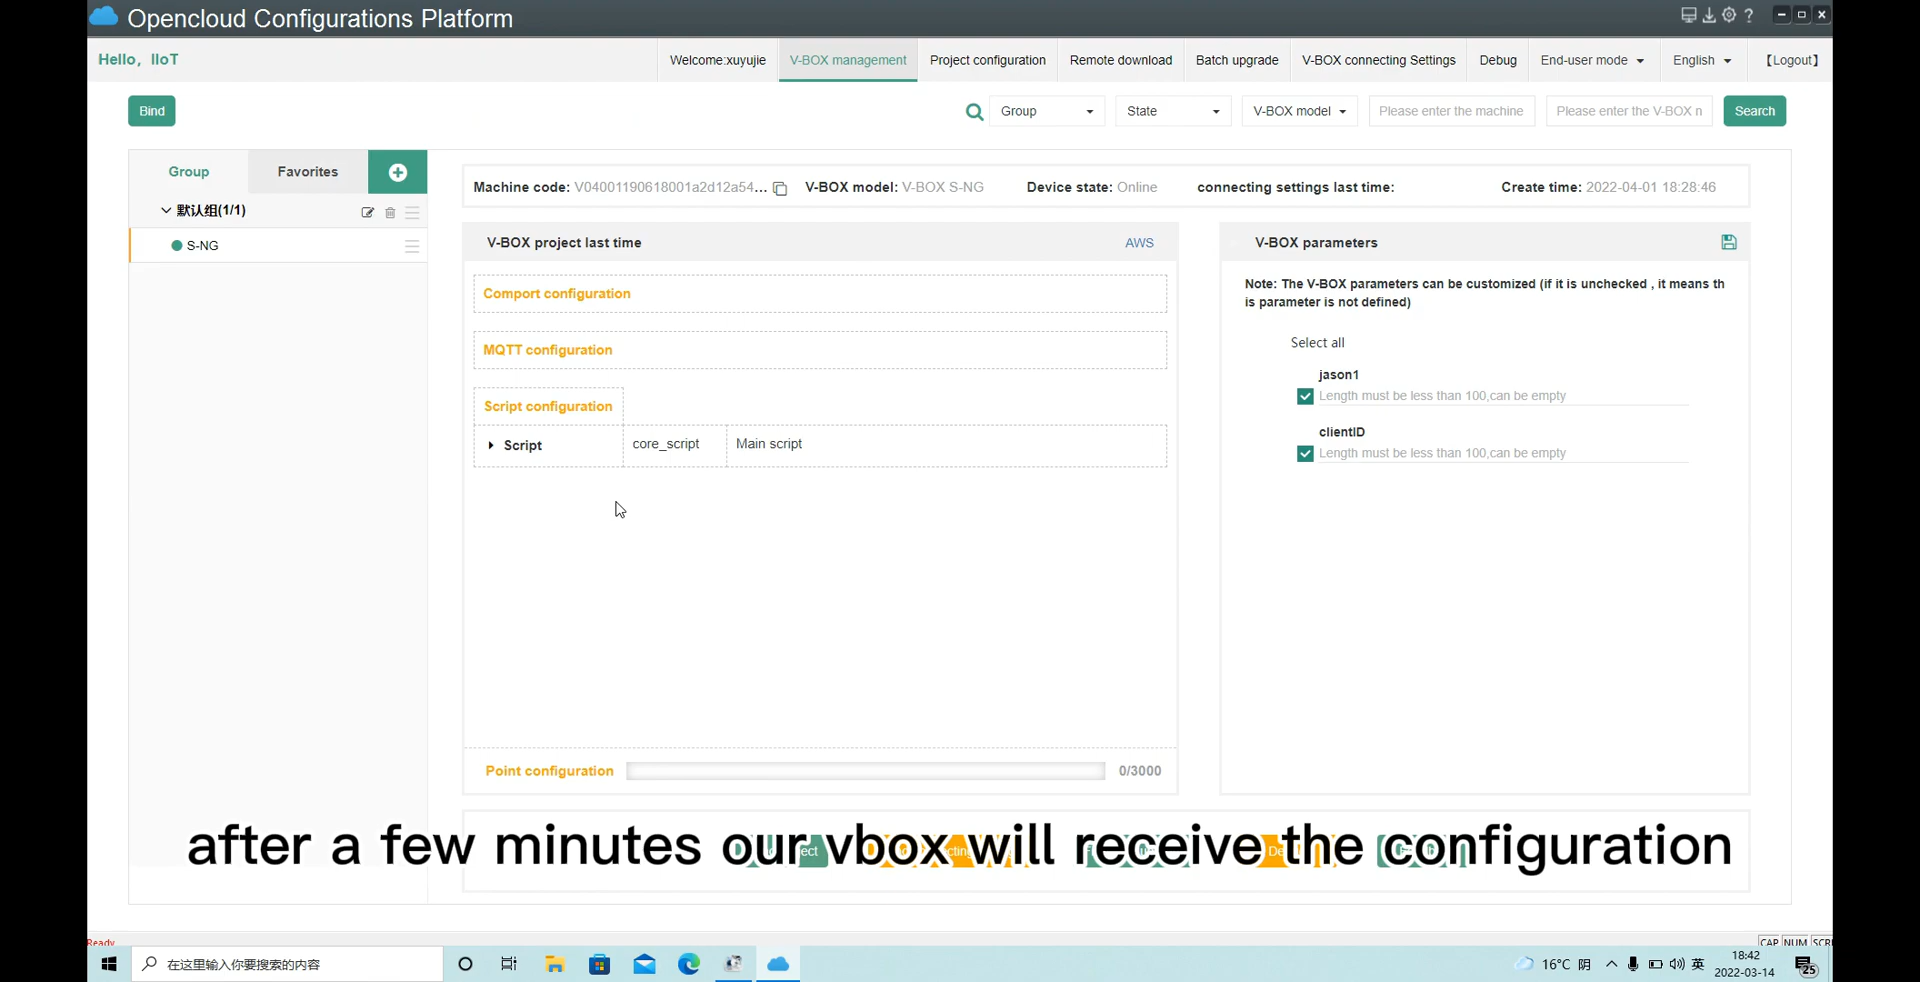 Opencloud Configurations Platform
Hello, IIoT
Welcome:xuyujie
V-BOX management
Project configuration
Remote download
Batch upgrade
V-BOX connecting Settings
Debug
End-user mode
English
【Logout】
Bind
Group
State
V-BOX model
Please enter the machine
Please enter the V-BOX n
Search
Group
Favorites
默认组(1/1)
S-NG
Machine code: V04001190618001a2d12a54...
V-BOX model: V-BOX S-NG
Device state: Online
connecting settings last time:
Create time: 2022-04-01 18:28:46
V-BOX project last time
AWS
Comport configuration
MQTT configuration
Script configuration
Script
core_script
Main script
Point configuration
0/3000
V-BOX parameters
Note: The V-BOX parameters can be customized (if it is unchecked , it means th
is parameter is not defined)
Select all
jason1
Length must be less than 100,can be empty
clientID
Length must be less than 100,can be empty
after a few minutes our vbox will receive the configuration
Ready
CAP NUM SCRI
在这里输入你要搜索的内容
16°C 阴
英
18:42
2022-03-14
25